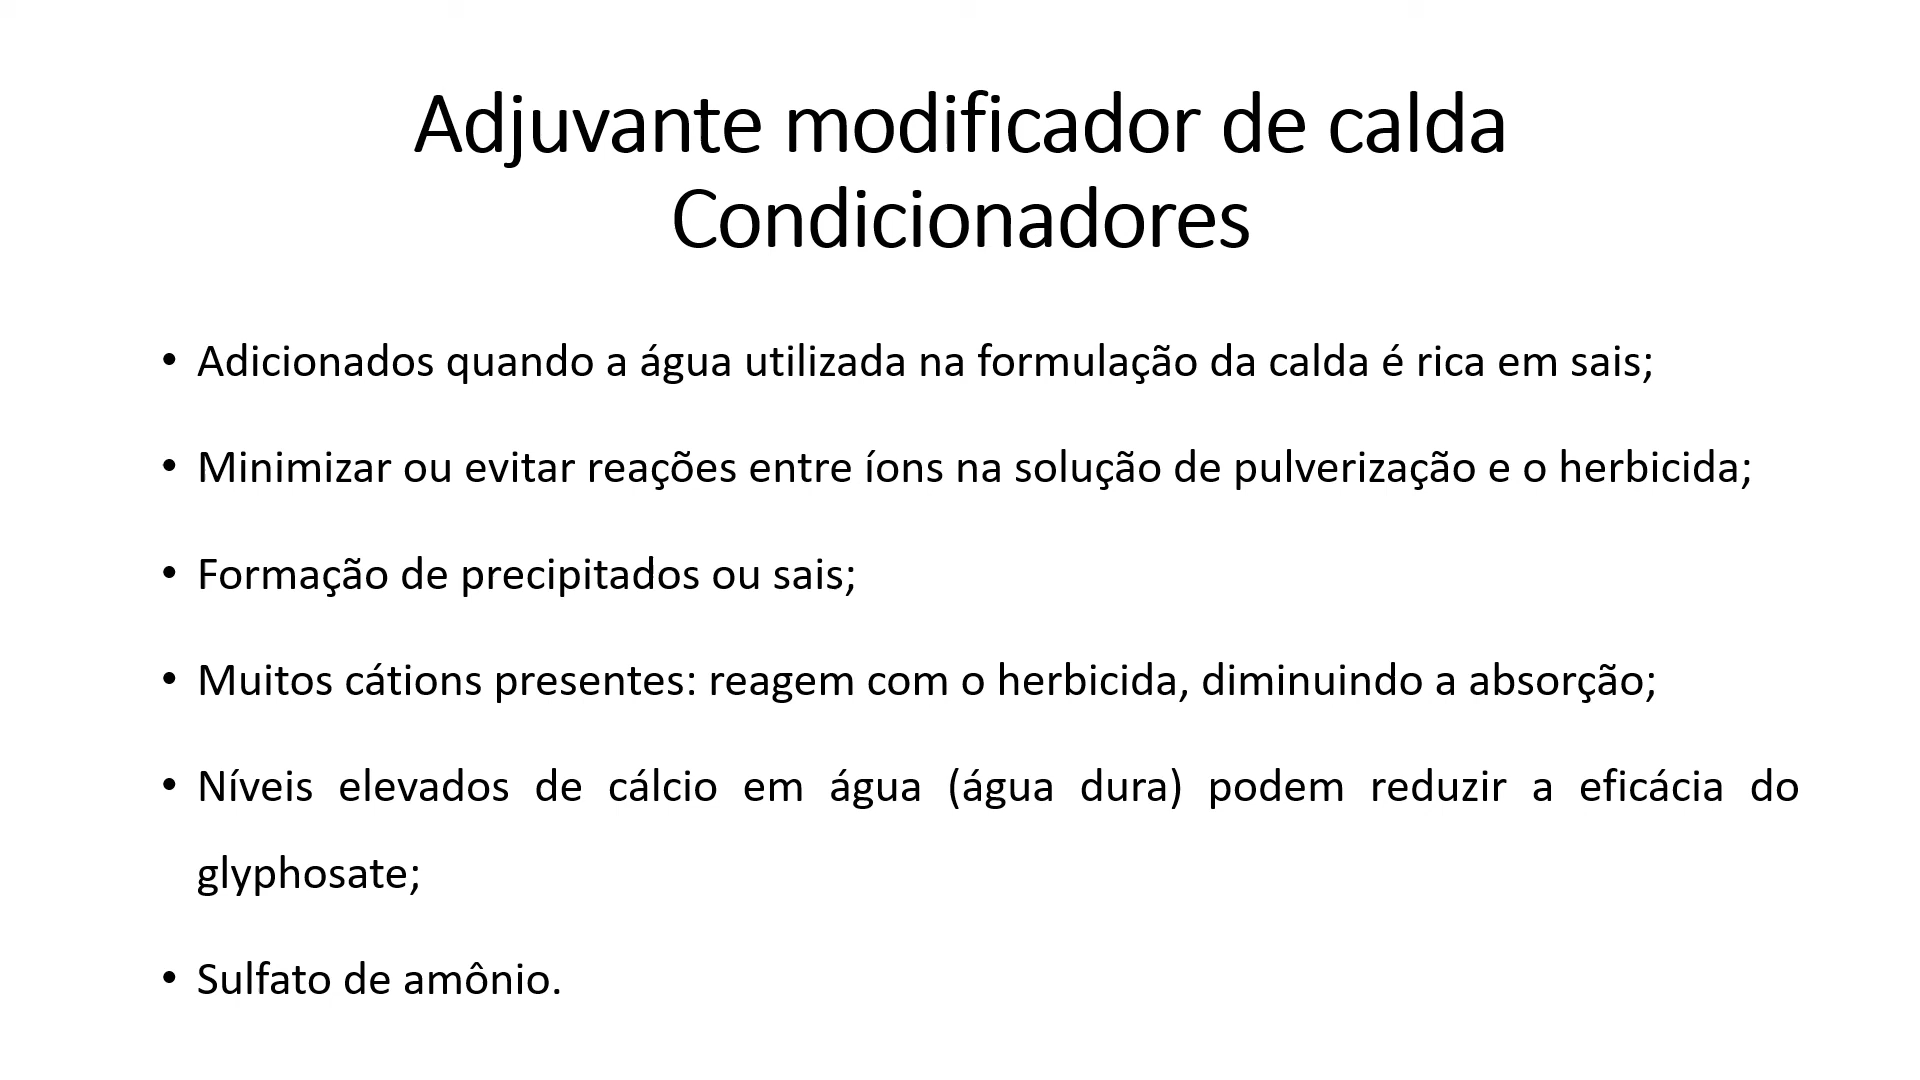 Adjuvante modificador de calda
Condicionadores
• Adicionados quando a água utilizada na formulação da calda é rica em sais;
• Minimizar ou evitar reações entre íons na solução de pulverização e o herbicida;
• Formação de precipitados ou sais;
• Muitos cátions presentes: reagem com o herbicida, diminuindo a absorção;
• Níveis elevados de cálcio em água (água dura) podem reduzir a eficácia do
glyphosate;
• Sulfato de amônio.